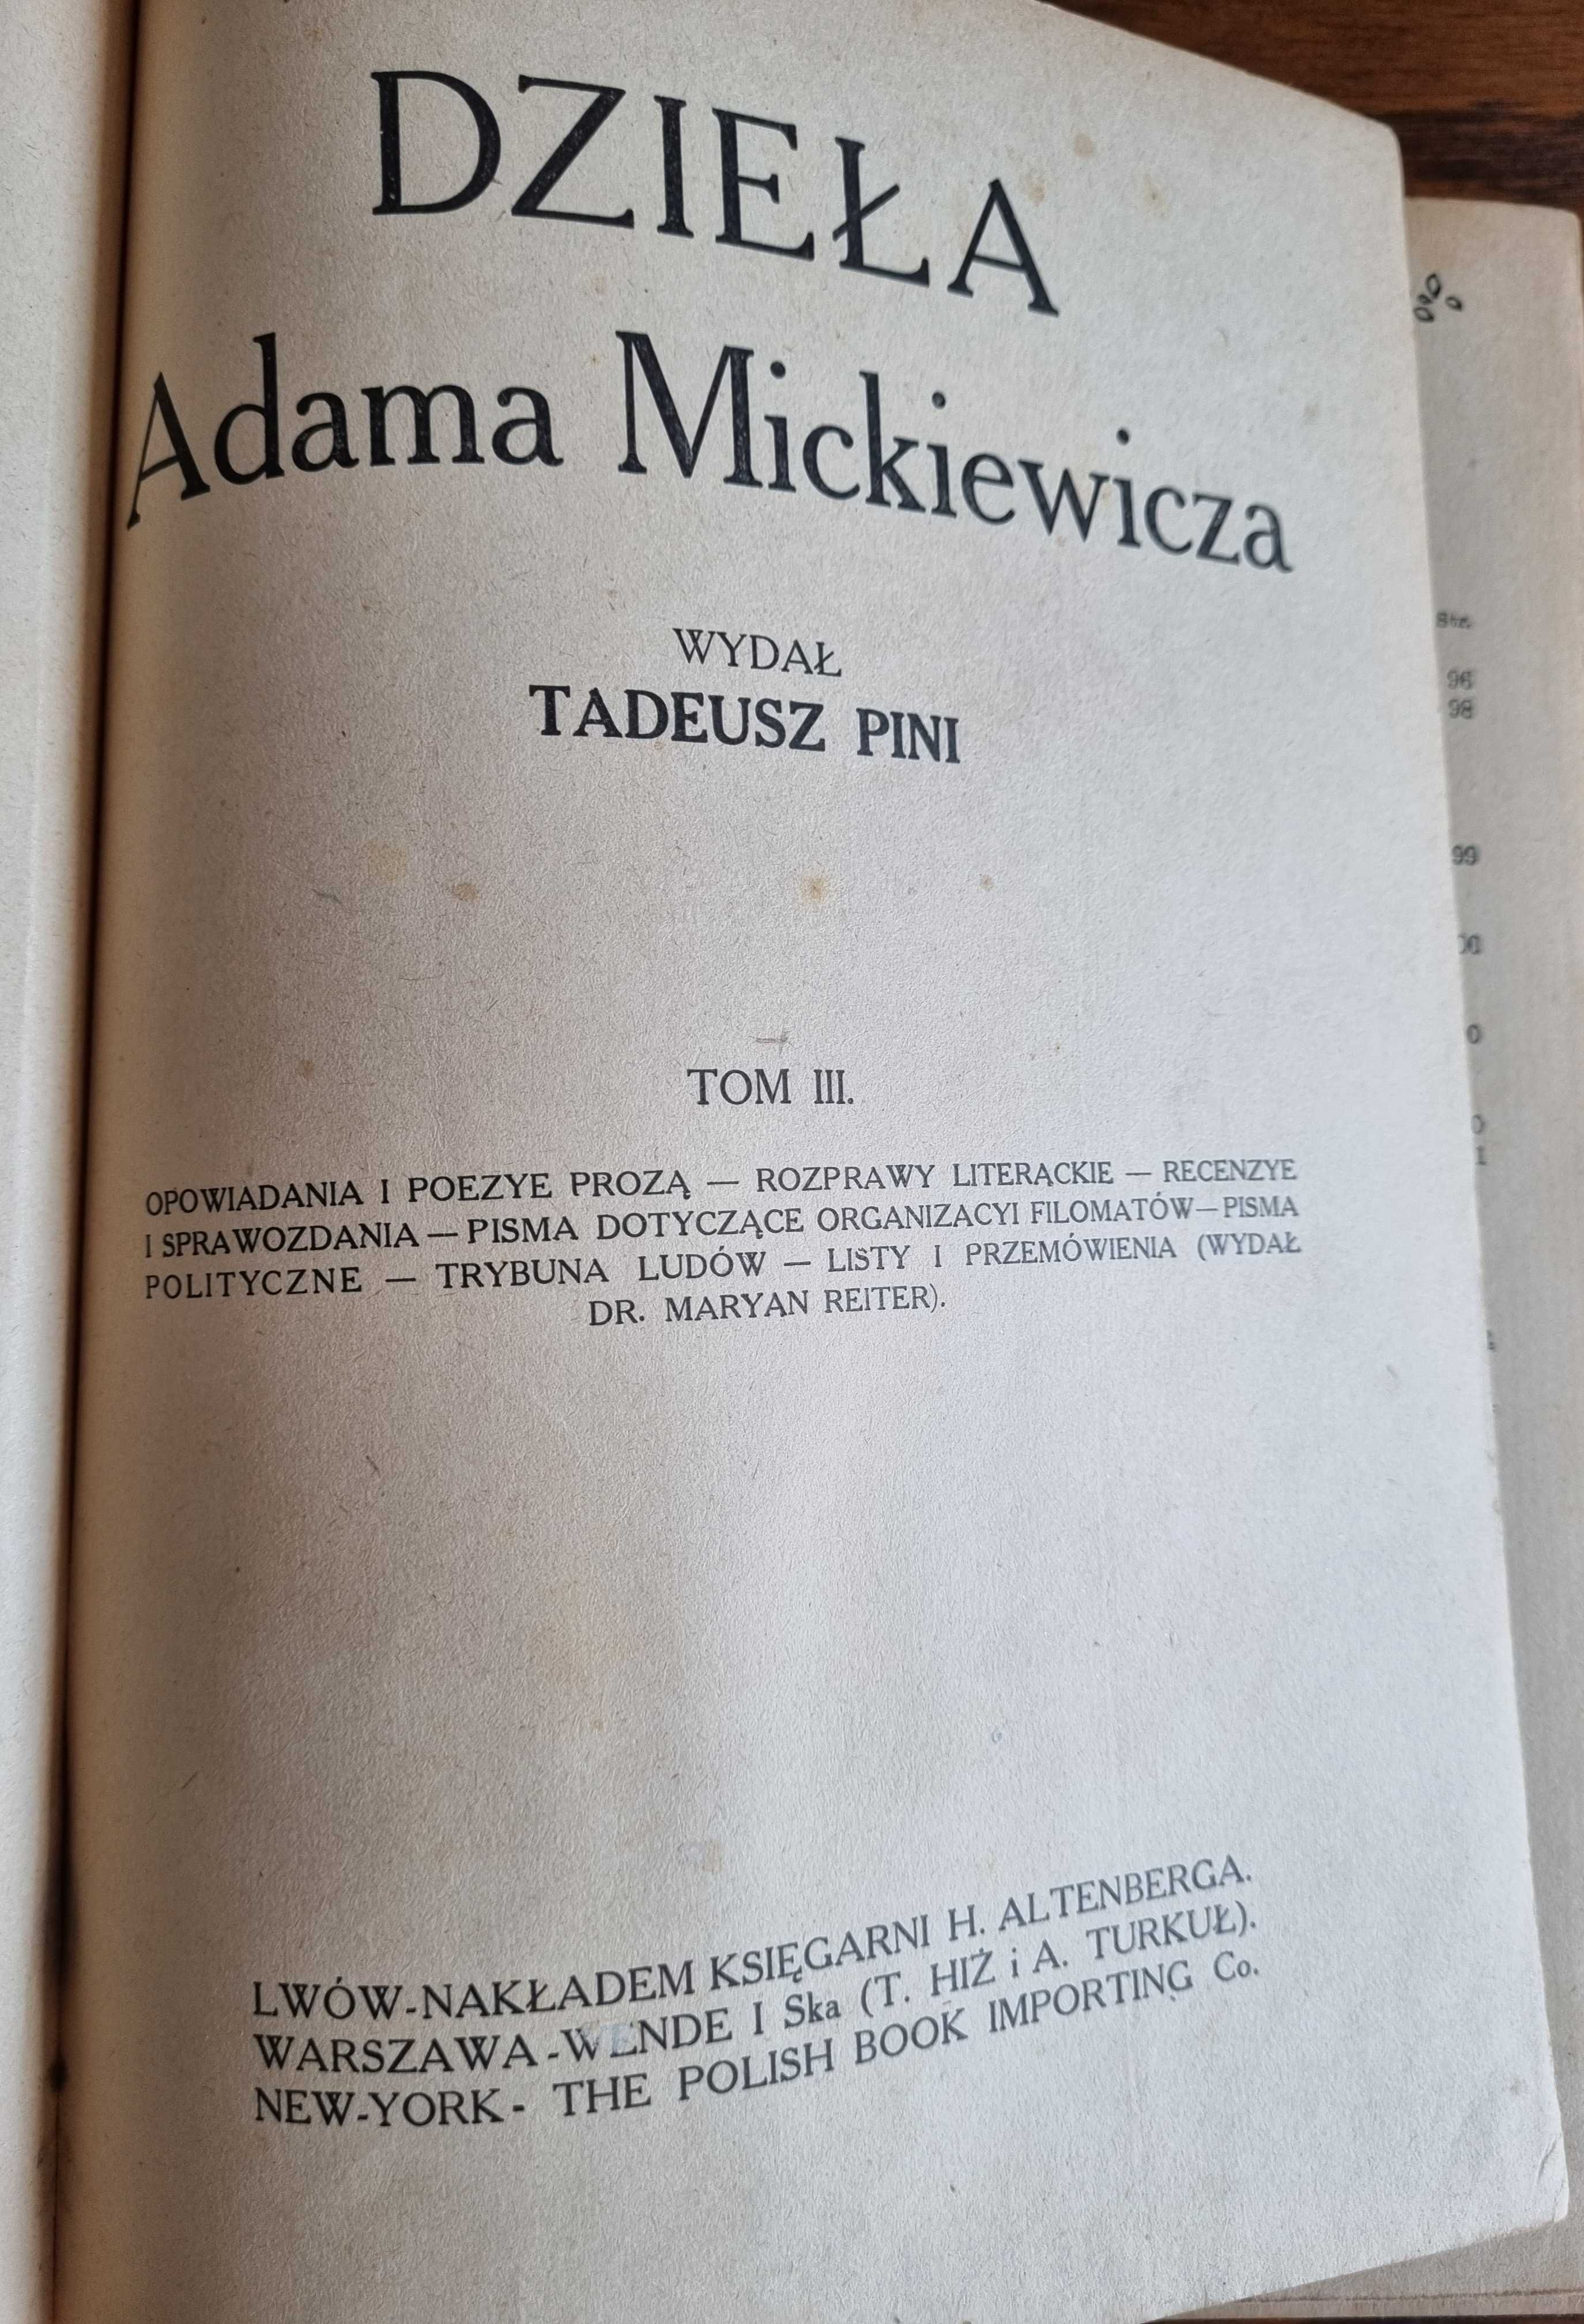 DZIEŁA
Adama Mickiewicza
WYDAŁ
TADEUSZ PINI
TOM III.
OPOWIADANIA I POEZYE PROZĄ — ROZPRAWY LITERACKIE — RECENZYE
I SPRAWOZDANIA — PISMA DOTYCZĄCE ORGANIZACYI FILOMATÓW — PISMA
POLITYCZNE — TRYBUNA LUDÓW — LISTY I PRZEMÓWIENIA (WYDAŁ
DR. MARYAN REITER).
LWÓW-NAKŁADEM KSIĘGARNI H. ALTENBERGA.
WARSZAWA-WENDE I Ska (T. HIŻ i A. TURKUŁ).
NEW-YORK- THE POLISH BOOK IMPORTING Co.
Str.
96
98
99